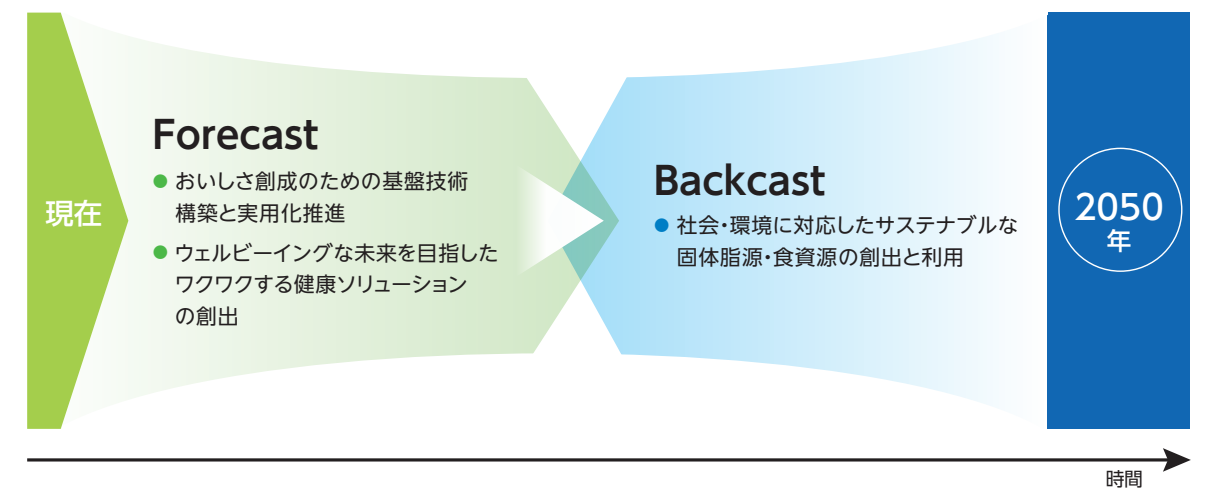 現在
Forecast
● おいしさ創成のための基盤技術
構築と実用化推進
● ウェルビーイングな未来を目指した
ワクワクする健康ソリューション
の創出
Backcast
● 社会・環境に対応したサステナブルな
固体脂源・食資源の創出と利用
2050
年
時間